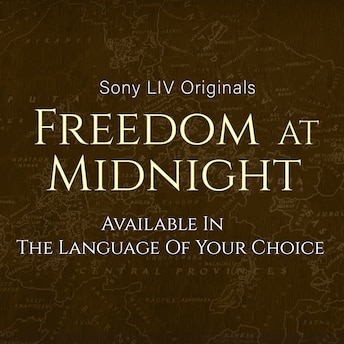 Sony LIV Originals
FREEDOM AT
MIDNIGHT
AVAILABLE IN
THE LANGUAGE OF YOUR CHOICE
CENTRAL PROVINCES